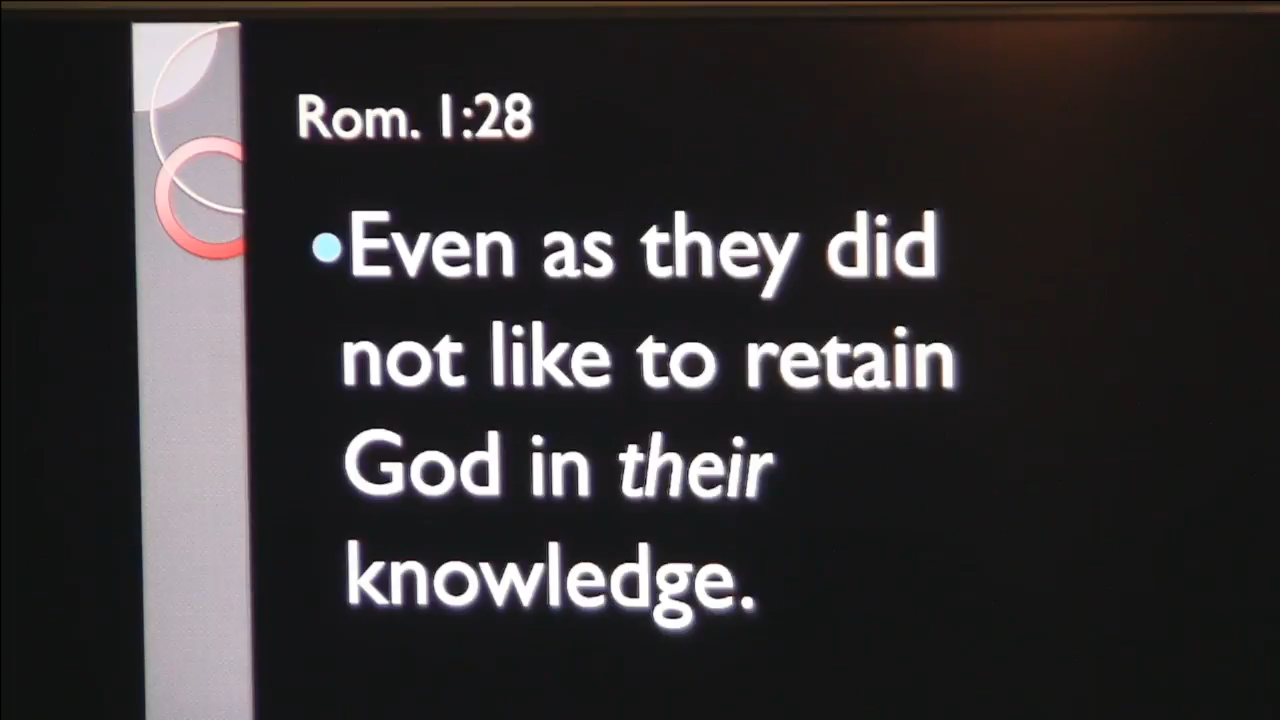 Rom. 1:28
•Even as they did
not like to retain
God in their
knowledge.